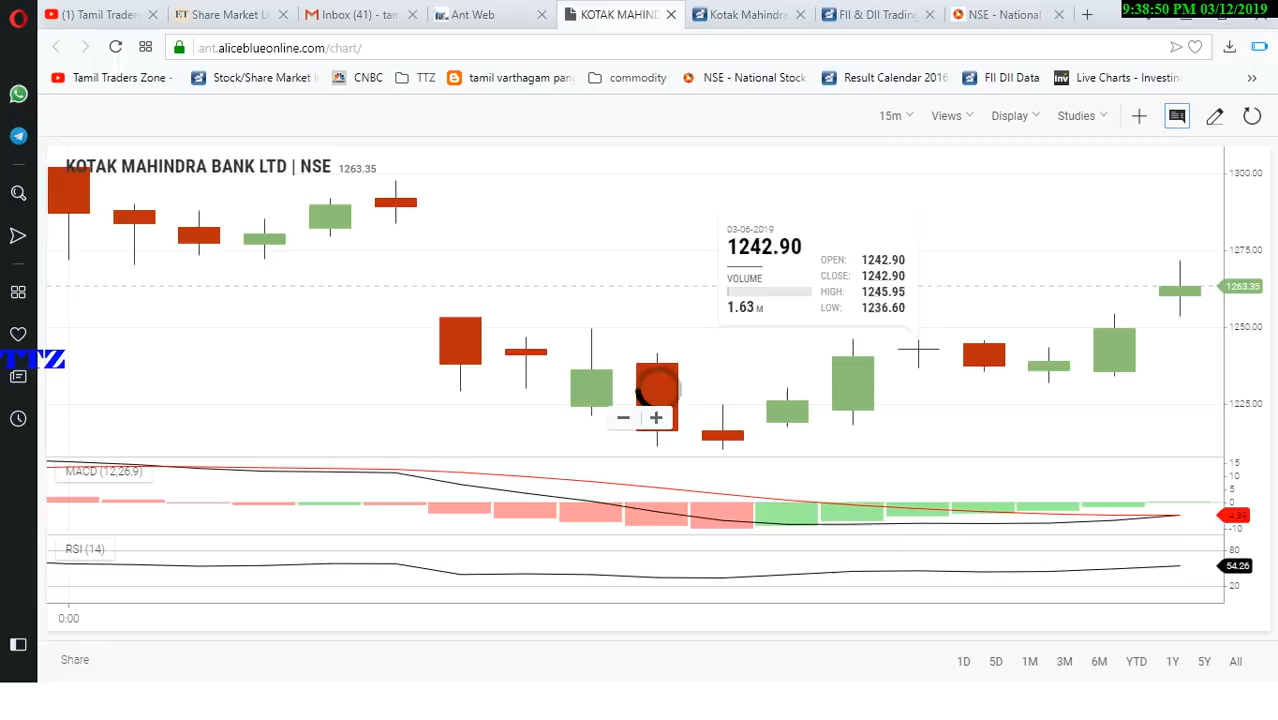 9:38:50 PM 03/12/2019
(1) Tamil Traders
Share Market Li
Inbox (41) - tam
Ant Web
KOTAK MAHIND
Kotak Mahindra
FII & DII Trading
NSE - National
ant.aliceblueonline.com/chart/
Tamil Traders Zone -
Stock/Share Market
CNBC
TTZ
tamil varthagam pang
commodity
NSE - National Stock
Result Calendar 2016
FII DII Data
Live Charts - Investin
15m
Views
Display
Studies
KOTAK MAHINDRA BANK LTD | NSE 1263.35
1300.00
1275.00
1263.35
1250.00
1225.00
03-06-2019
1242.90
VOLUME
1.63 M
OPEN: 1242.90
CLOSE: 1242.90
HIGH: 1245.95
LOW: 1236.60
TTZ
MACD (12,26,9)
15
10
5
0
-10
RSI (14)
80
54.26
20
0:00
Share
1D 5D 1M 3M 6M YTD 1Y 5Y All